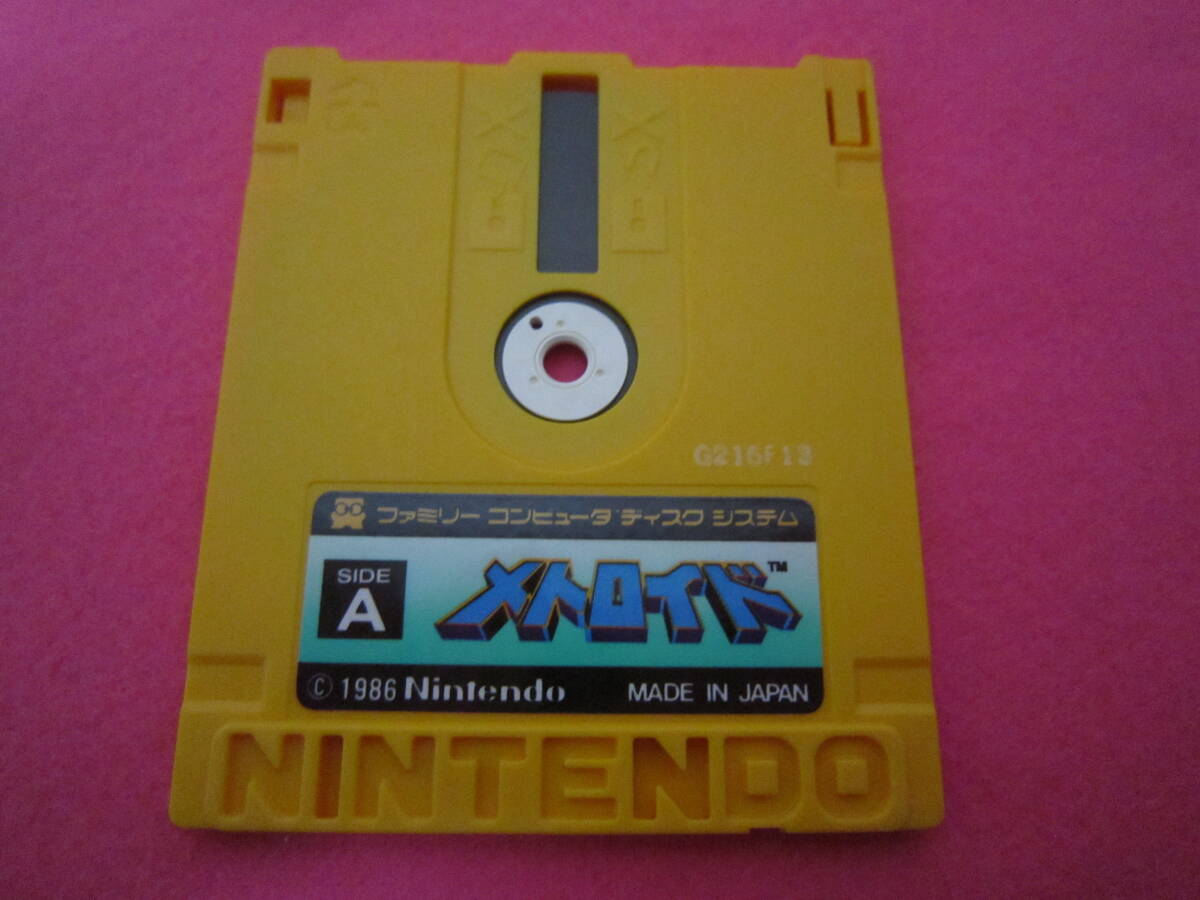 G216F13
ファミリー コンピュータ ディスク システム
SIDE
A
メトロイド™
© 1986 Nintendo
MADE IN JAPAN
NINTENDO